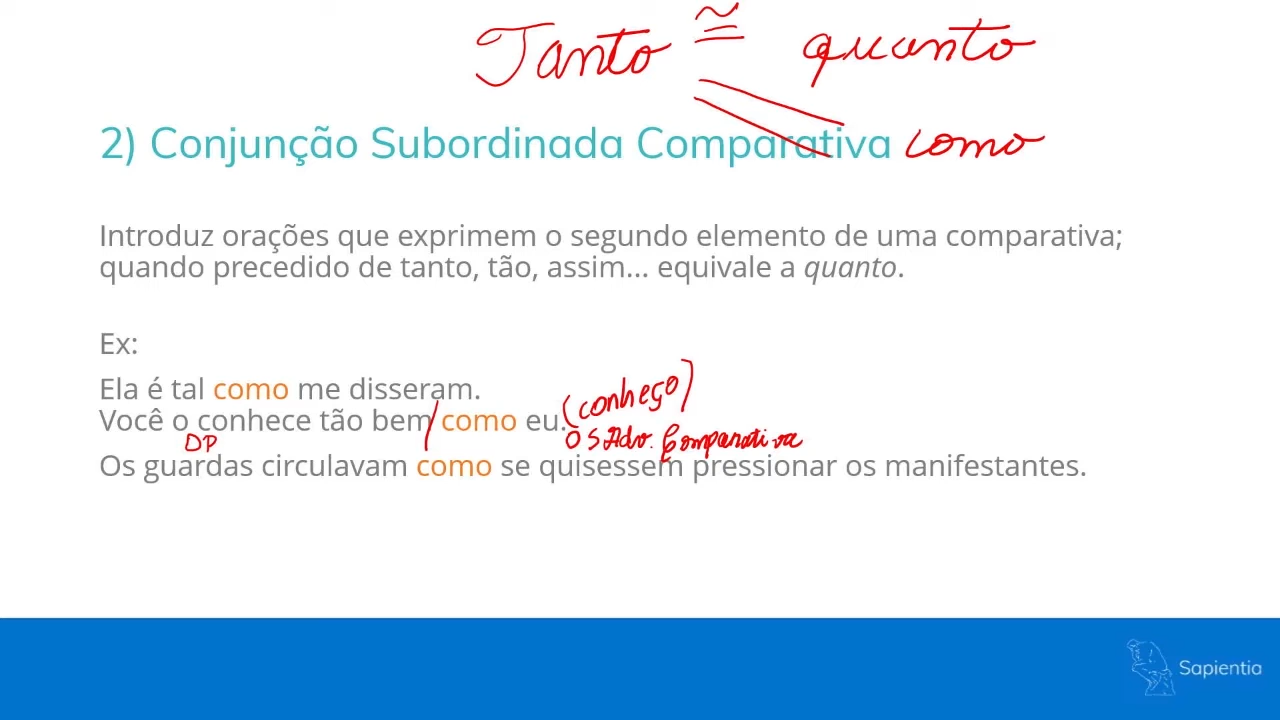 Tanto ≅ quanto
2) Conjunção Subordinada Comparativa como
Introduz orações que exprimem o segundo elemento de uma comparativa;
quando precedido de tanto, tão, assim... equivale a quanto.
Ex:
Ela é tal como me disseram.
(conheço)
Você o conhece tão bem/como eu.
OP OS Adv. Comparativa
Os guardas circulavam como se quisessem pressionar os manifestantes.
Sapientia